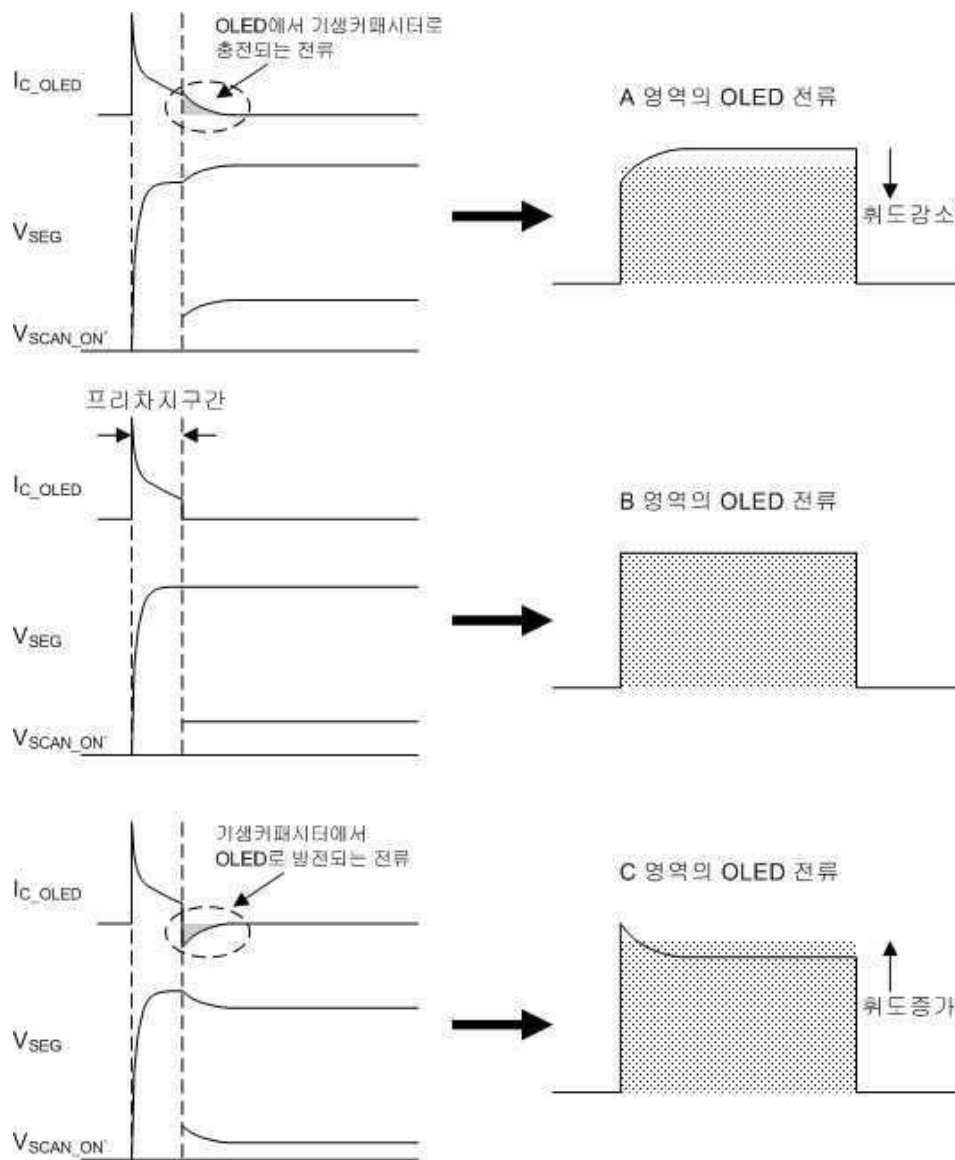 OLED에서 기생커패시터로
충전되는 전류
I_C_OLED
A 영역의 OLED 전류
V_SEG
휘도감소
V_SCAN_ON
프리차지구간
I_C_OLED
B 영역의 OLED 전류
V_SEG
V_SCAN_ON
기생커패시터에서
OLED로 방전되는 전류
I_C_OLED
C 영역의 OLED 전류
V_SEG
휘도증가
V_SCAN_ON